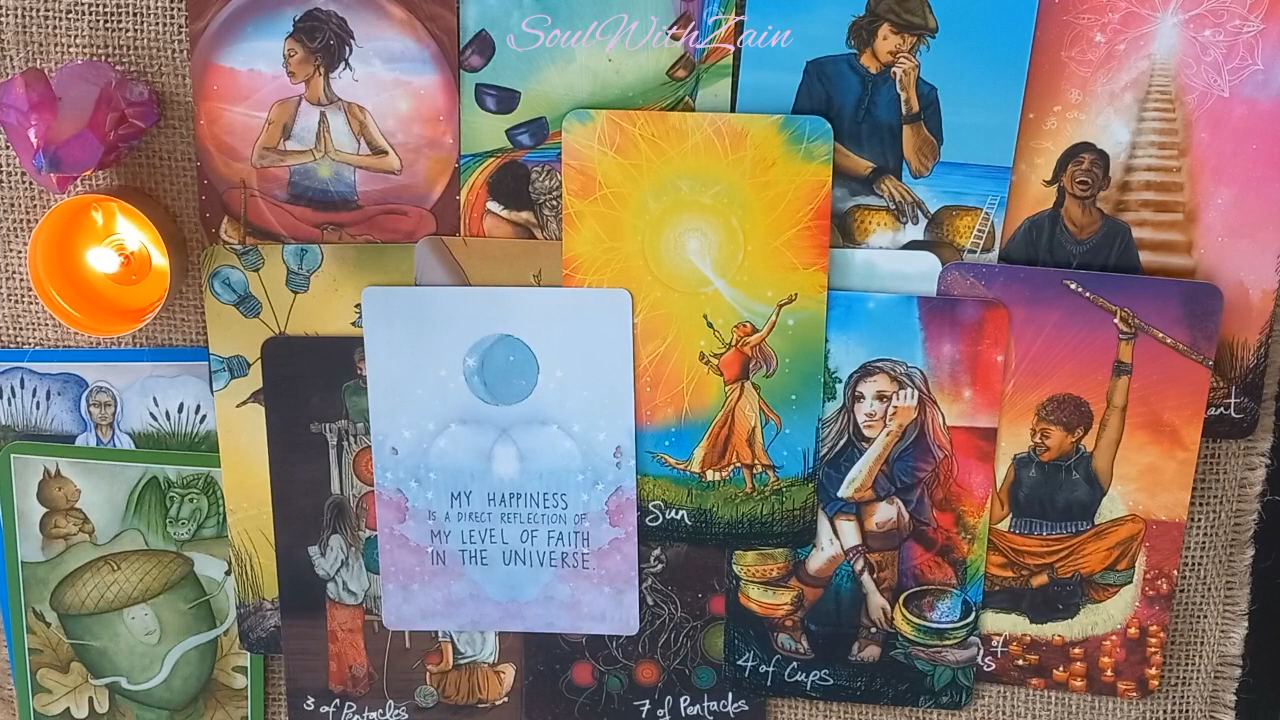 SoulWithZain
MY HAPPINESS
IS A DIRECT REFLECTION OF
MY LEVEL OF FAITH
IN THE UNIVERSE.
Sun
4 of Cups
3 of Pentacles
7 of Pentacles
of